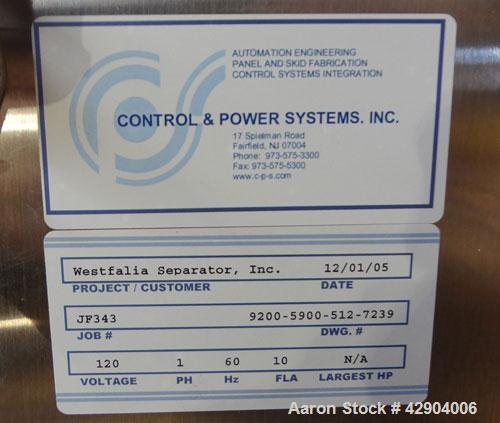 AUTOMATION ENGINEERING
PANEL AND SKID FABRICATION
CONTROL SYSTEMS INTEGRATION
CONTROL & POWER SYSTEMS. INC.
17 Spielman Road
Fairfield, NJ 07004
Phone: 973-575-3300
Fax: 973-575-5300
www.c-p-s.com
Westfalia Separator, Inc. 12/01/05
PROJECT / CUSTOMER DATE
JF343 9200-5900-512-7239
JOB # DWG. #
120 1 60 10 N/A
VOLTAGE PH Hz FLA LARGEST HP
Aaron Stock # 42904006